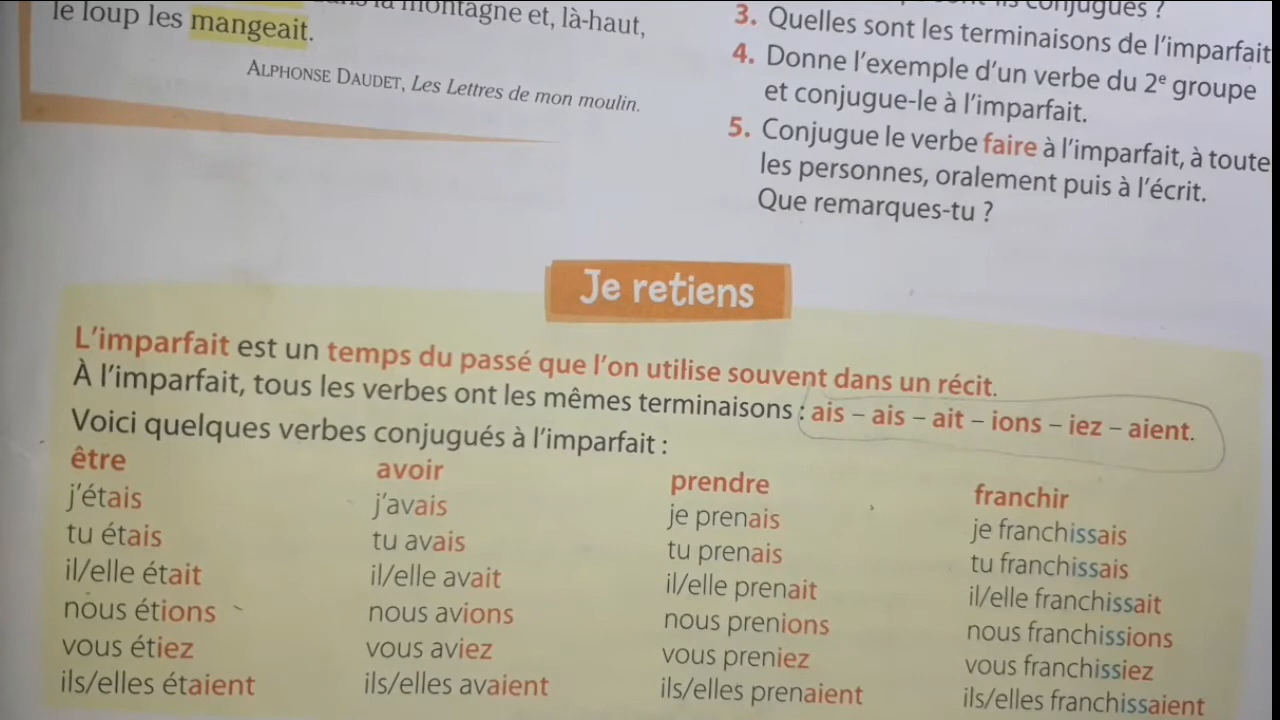 la montagne et, là-haut,
le loup les mangeait.
ALPHONSE DAUDET, Les Lettres de mon moulin.
conjugués ?
3. Quelles sont les terminaisons de l'imparfait
4. Donne l'exemple d'un verbe du 2e groupe
et conjugue-le à l'imparfait.
5. Conjugue le verbe faire à l'imparfait, à toute
les personnes, oralement puis à l'écrit.
Que remarques-tu ?
Je retiens
L'imparfait est un temps du passé que l'on utilise souvent dans un récit.
À l'imparfait, tous les verbes ont les mêmes terminaisons : ais – ais – ait – ions – iez – aient.
Voici quelques verbes conjugués à l'imparfait :
être
j'étais
tu étais
il/elle était
nous étions
vous étiez
ils/elles étaient
avoir
j'avais
tu avais
il/elle avait
nous avions
vous aviez
ils/elles avaient
prendre
je prenais
tu prenais
il/elle prenait
nous prenions
vous preniez
ils/elles prenaient
franchir
je franchissais
tu franchissais
il/elle franchissait
nous franchissions
vous franchissiez
ils/elles franchissaient